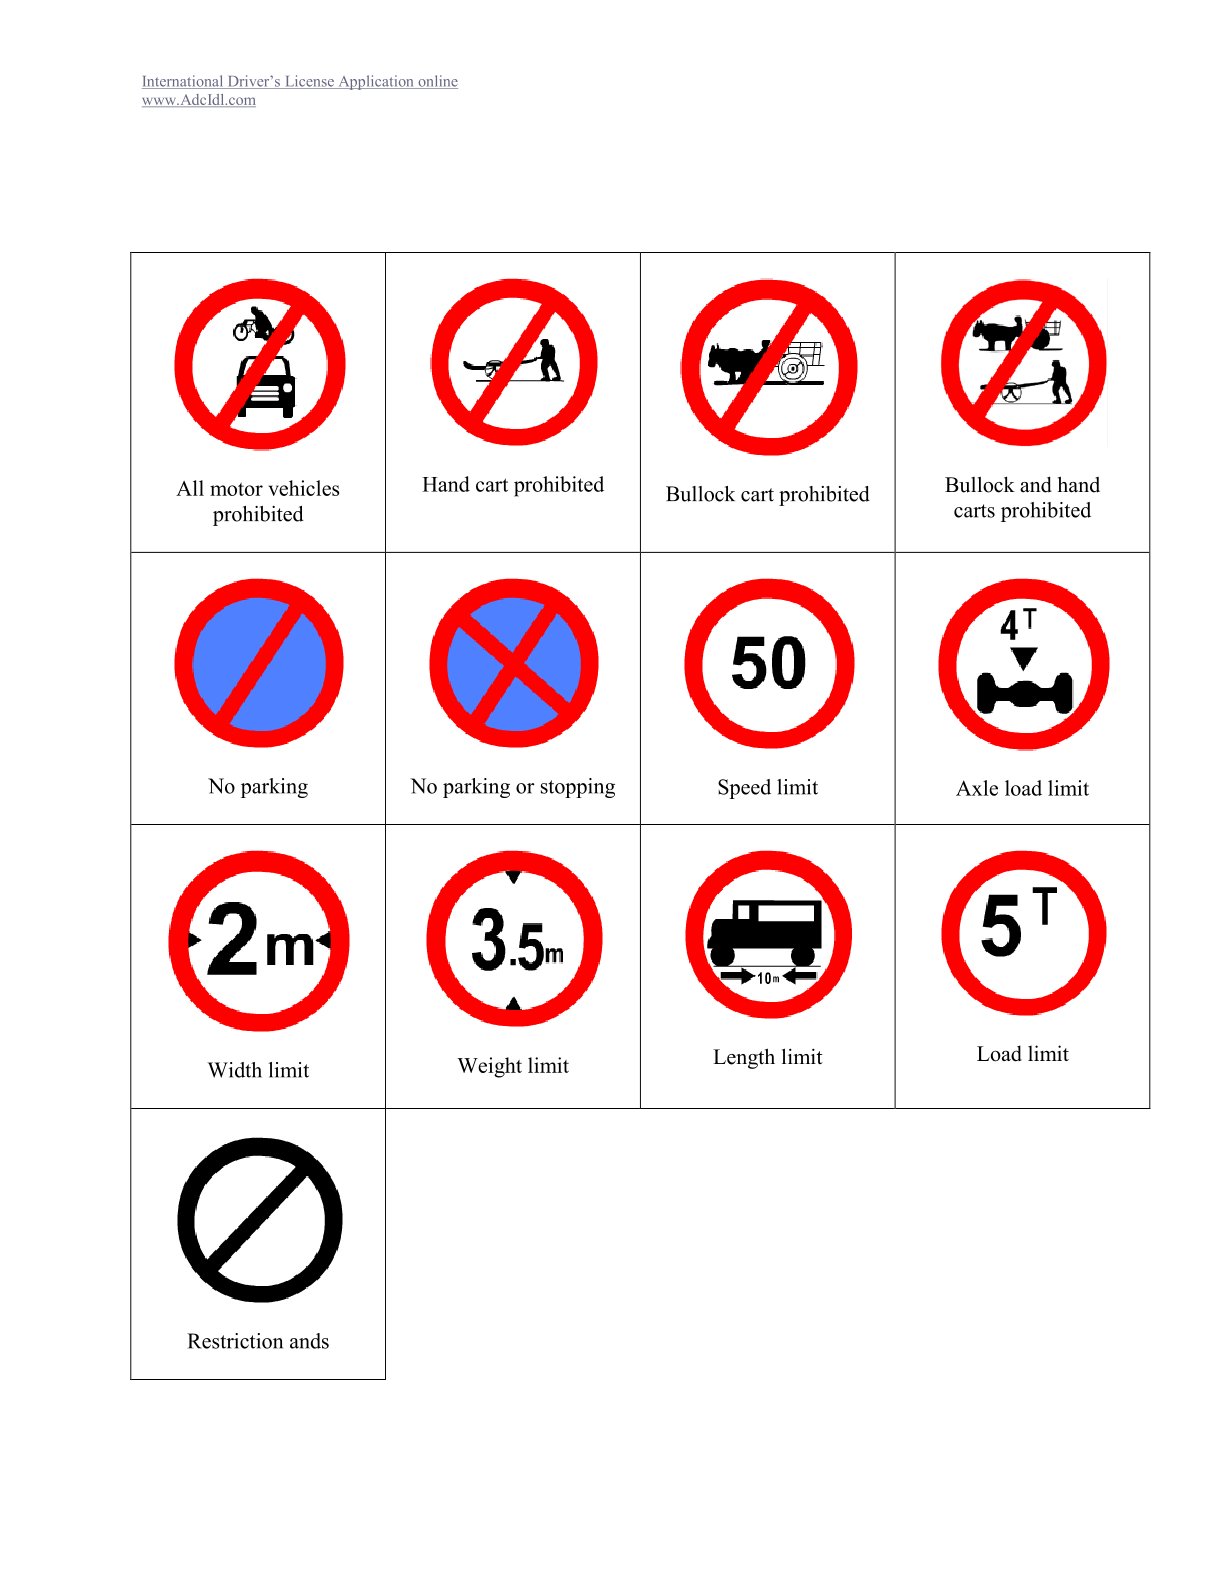 International Driver’s License Application online
www.AdcIdl.com
All motor vehicles
prohibited
Hand cart prohibited
Bullock cart prohibited
Bullock and hand
carts prohibited
No parking
No parking or stopping
50
Speed limit
4 T
Axle load limit
2 m
Width limit
3.5m
Weight limit
10m
Length limit
5 T
Load limit
Restriction ands